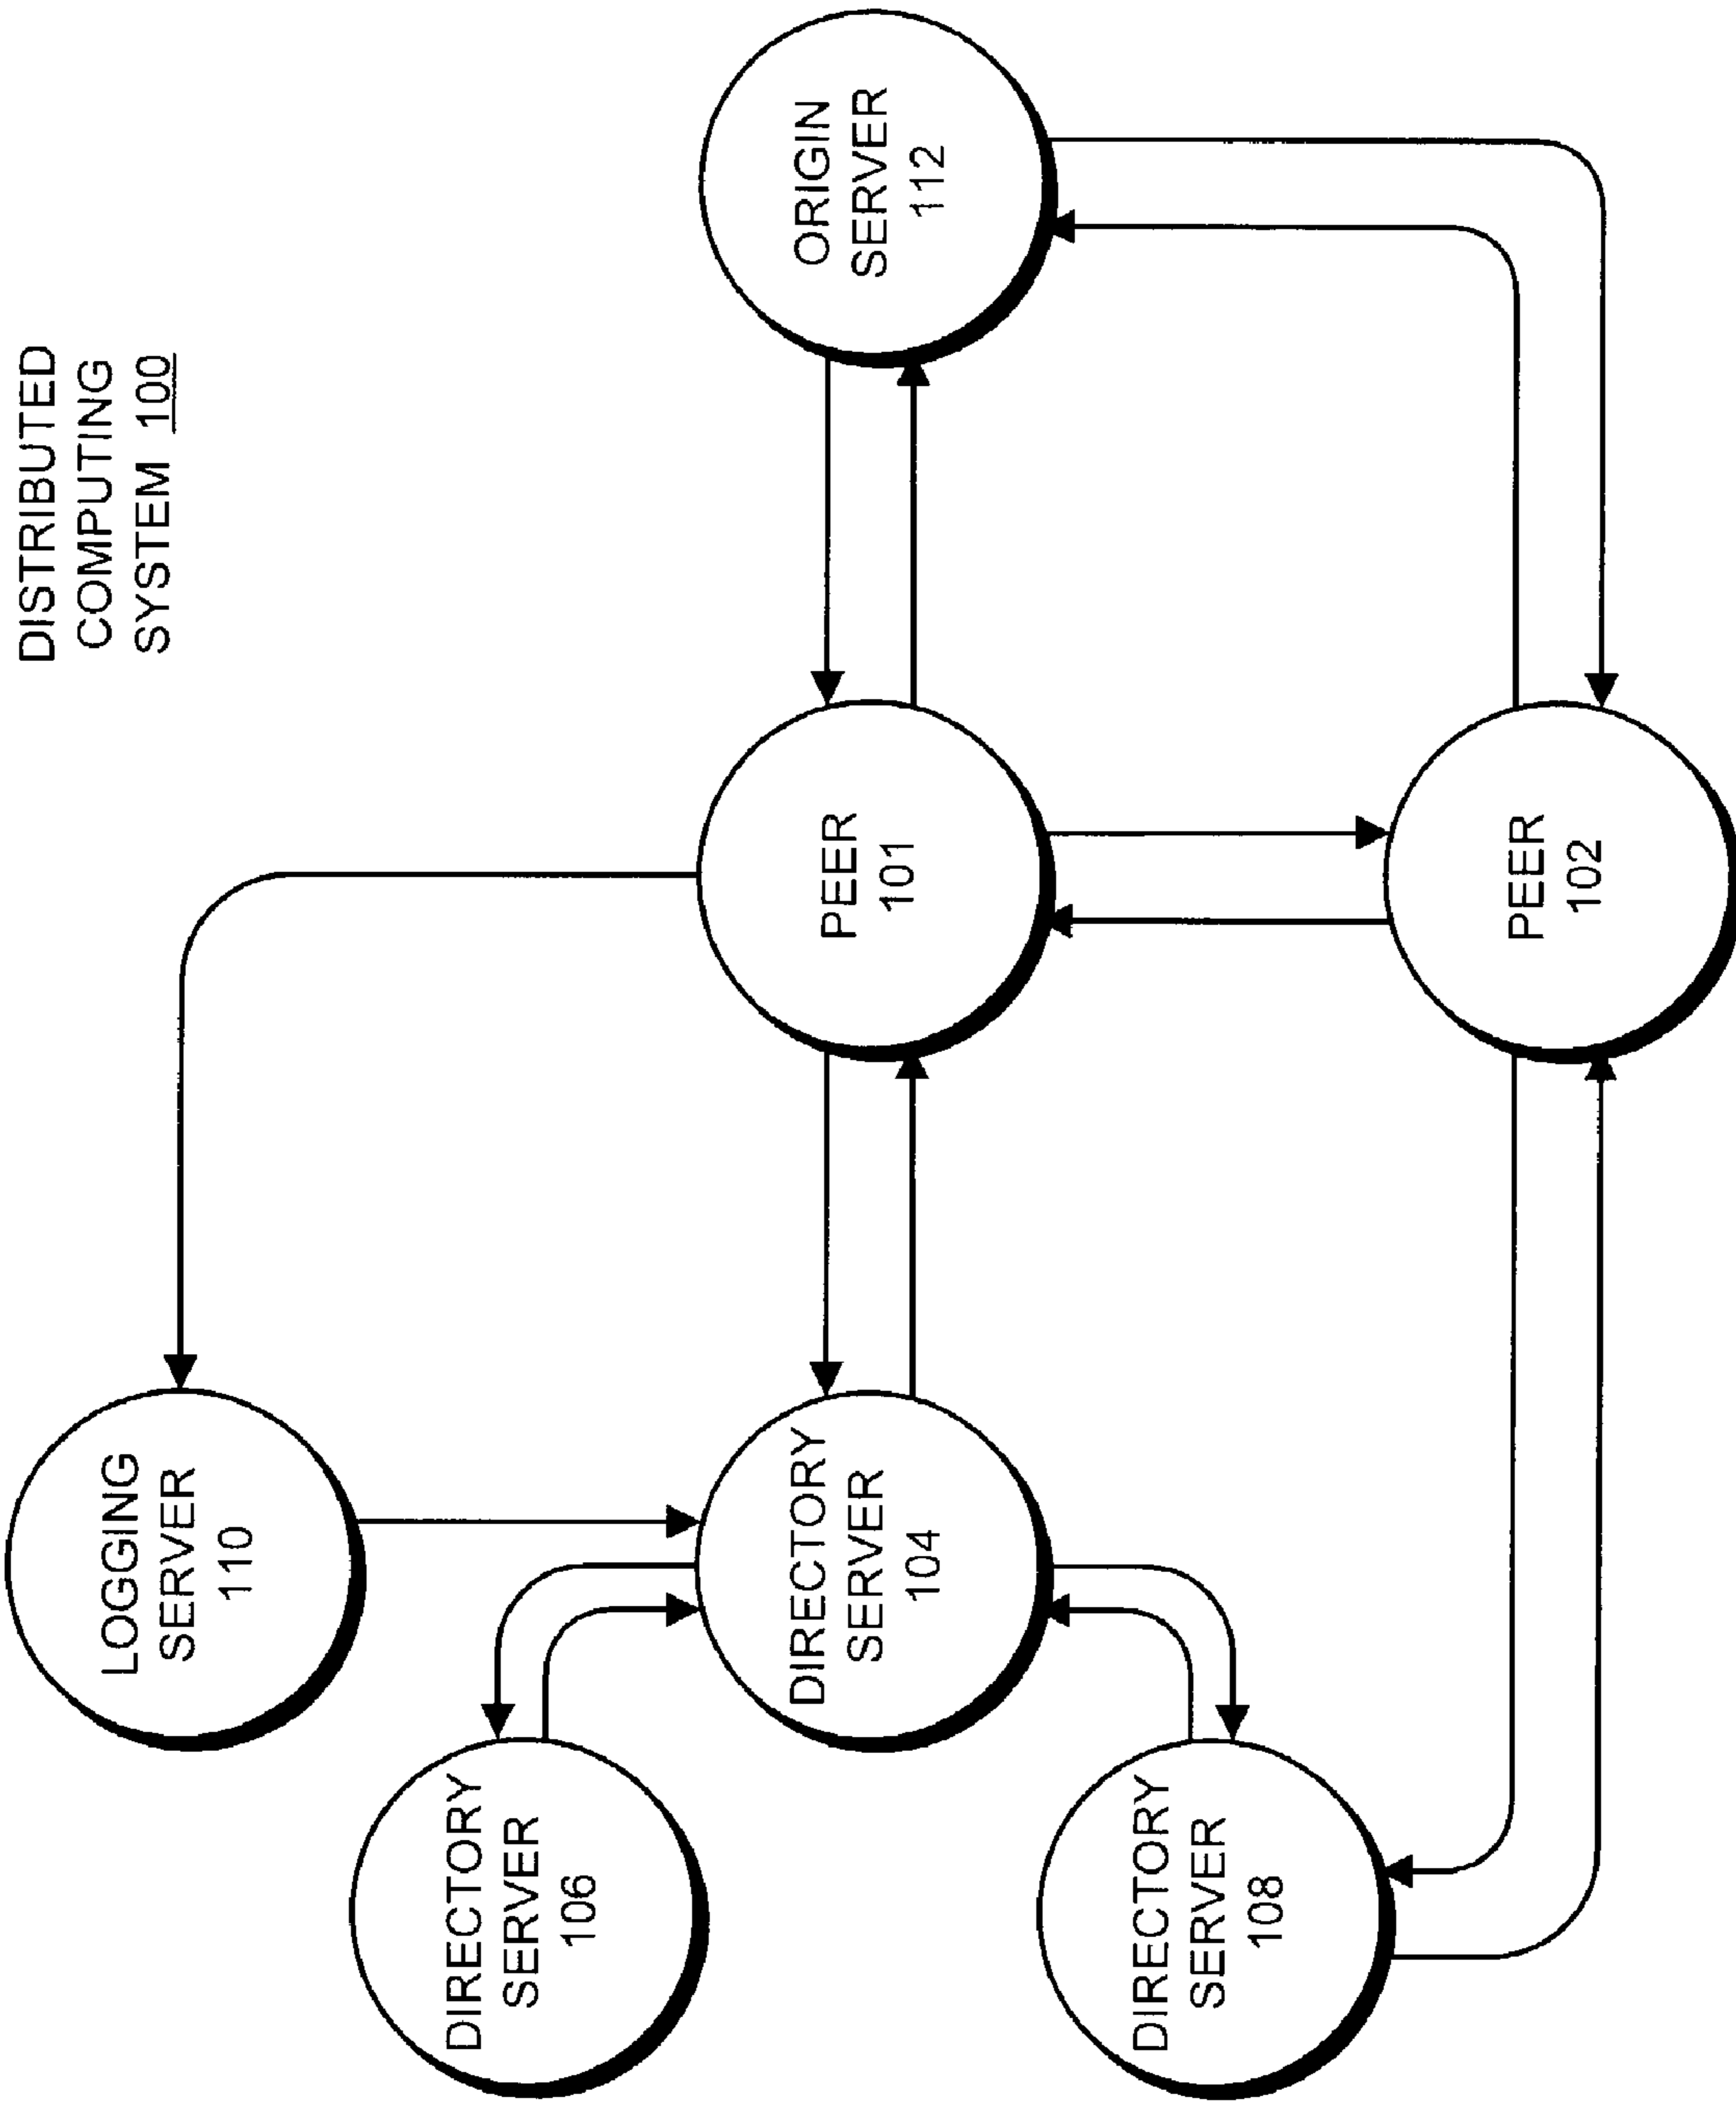 DISTRIBUTED
COMPUTING
SYSTEM 100
LOGGING
SERVER
110
DIRECTORY
SERVER
106
DIRECTORY
SERVER
104
PEER
101
ORIGIN
SERVER
112
DIRECTORY
SERVER
108
PEER
102